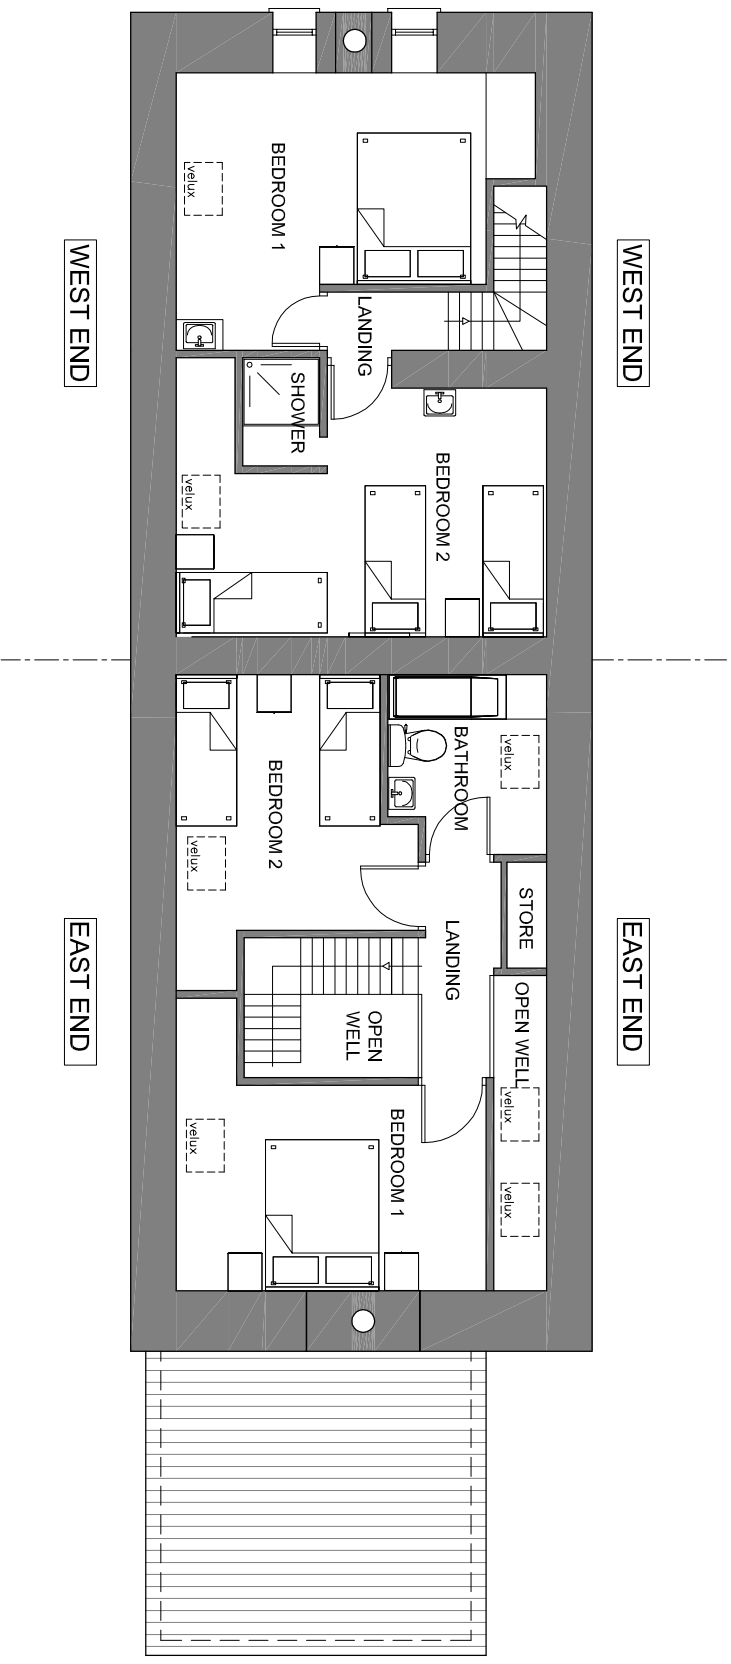 WEST END
WEST END
BEDROOM 1
velux
LANDING
SHOWER
BEDROOM 2
velux
BATHROOM
velux
BEDROOM 2
velux
STORE
LANDING
EAST END
EAST END
OPEN WELL
OPEN
WELL
velux
BEDROOM 1
velux
velux